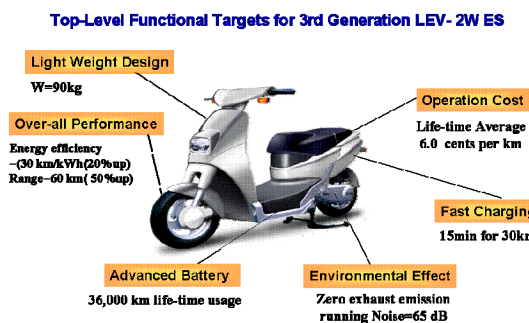 Top-Level Functional Targets for 3rd Generation LEV- 2W ES
Light Weight Design
W=90kg
Over-all Performance
Energy efficiency
~(30 km/kWh(20%up)
Range~60 km( 50%up)
Operation Cost
Life-time Average
6.0 cents per km
Fast Charging
15min for 30km
Advanced Battery
36,000 km life-time usage
Environmental Effect
Zero exhaust emission
running Noise=65 dB